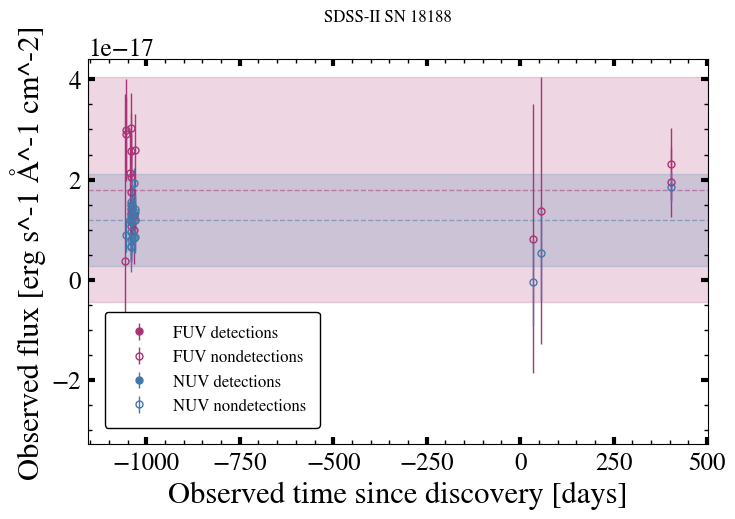 SDSS-II SN 18188
1e−17
4
2
0
−2
Observed flux [erg s^-1 Å^-1 cm^-2]
FUV detections
FUV nondetections
NUV detections
NUV nondetections
−1000 −750 −500 −250 0 250 500
Observed time since discovery [days]